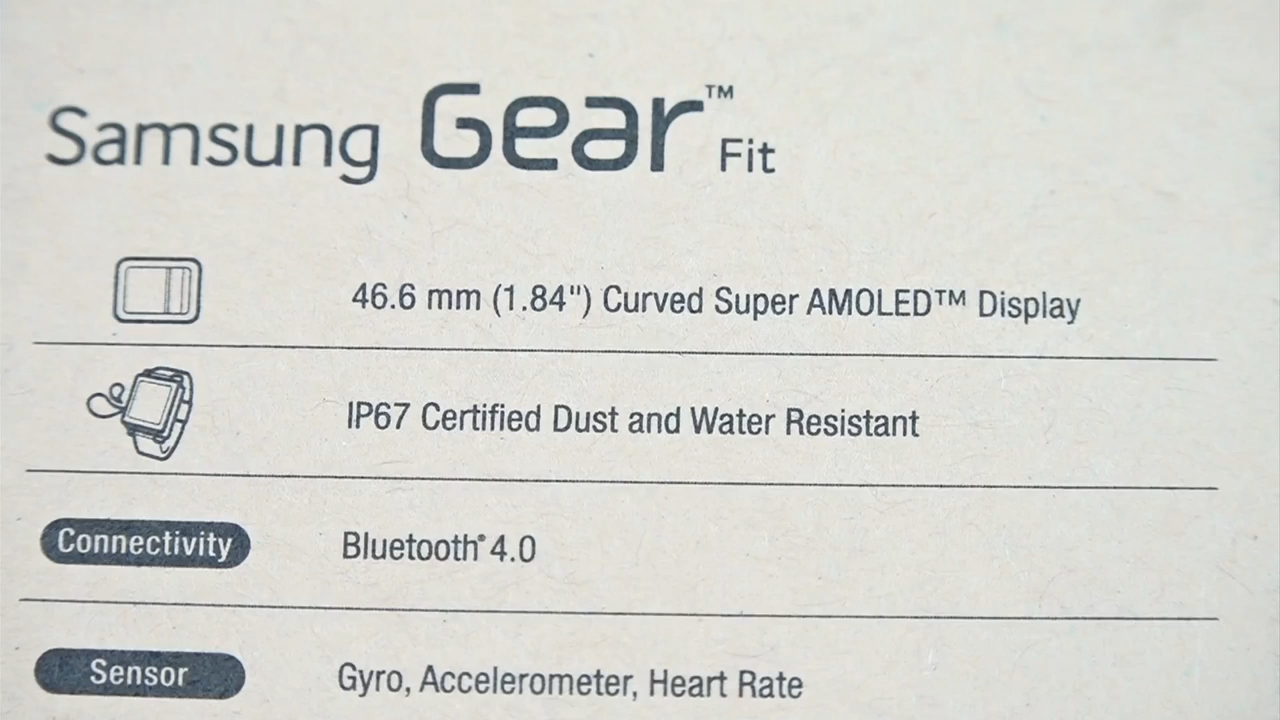 Samsung Gear™ Fit
46.6 mm (1.84") Curved Super AMOLED™ Display
IP67 Certified Dust and Water Resistant
Connectivity Bluetooth® 4.0
Sensor Gyro, Accelerometer, Heart Rate